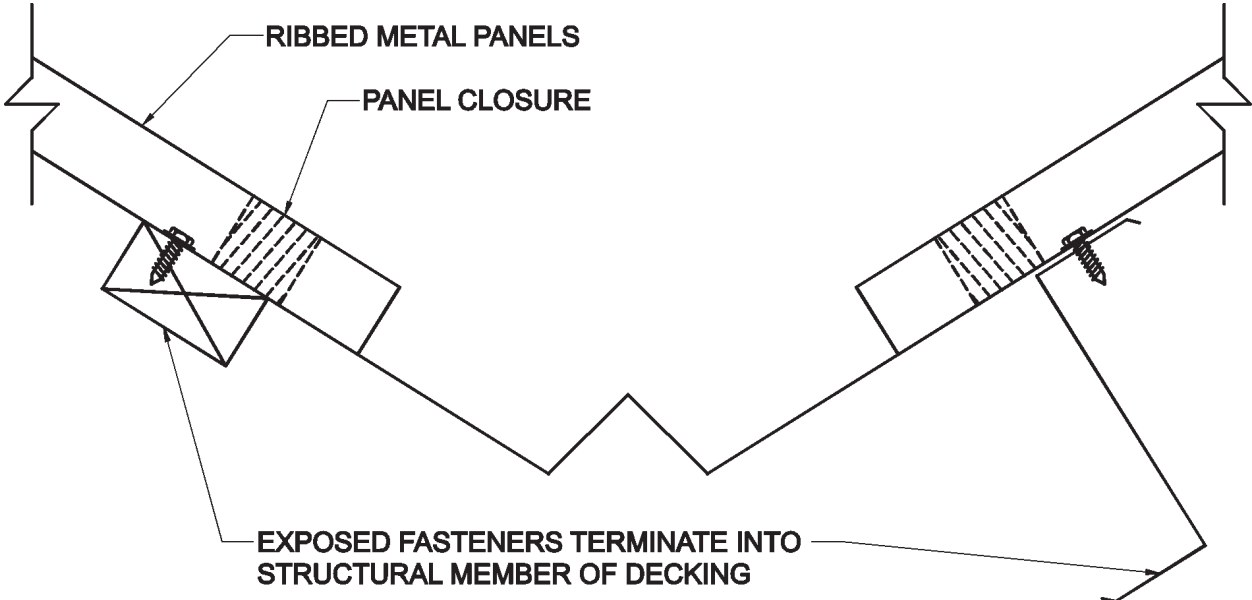 RIBBED METAL PANELS
PANEL CLOSURE
EXPOSED FASTENERS TERMINATE INTO
STRUCTURAL MEMBER OF DECKING